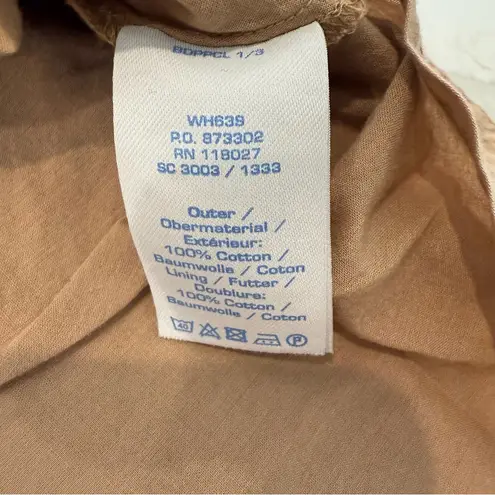 BDPPCL 1/3
WH639
P.O. 873302
RN 118027
SC 3003 / 1333
Outer /
Obermaterial /
Extérieur:
100% Cotton /
Baumwolle / Coton
Lining / Futter /
Doublure:
100% Cotton /
Baumwolle / Coton
40 P